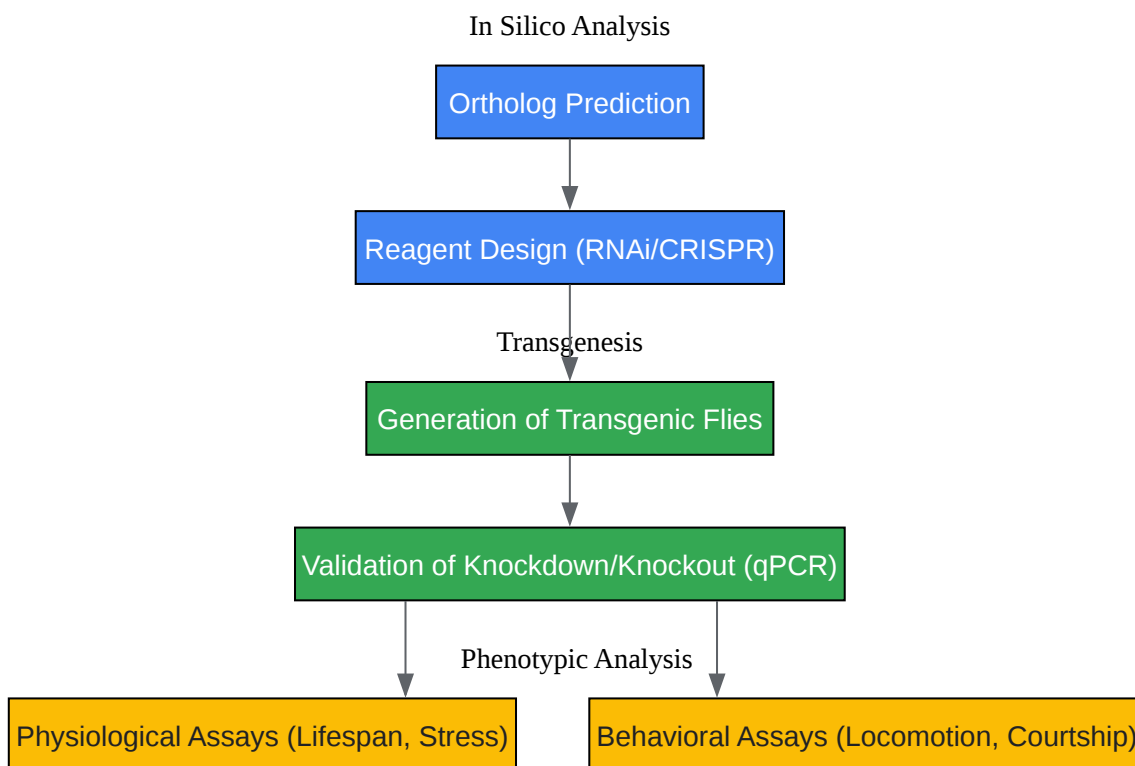 In Silico Analysis
Ortholog Prediction
Reagent Design (RNAi/CRISPR)
Transgenesis
Generation of Transgenic Flies
Validation of Knockdown/Knockout (qPCR)
Phenotypic Analysis
Physiological Assays (Lifespan, Stress)
Behavioral Assays (Locomotion, Courtship)